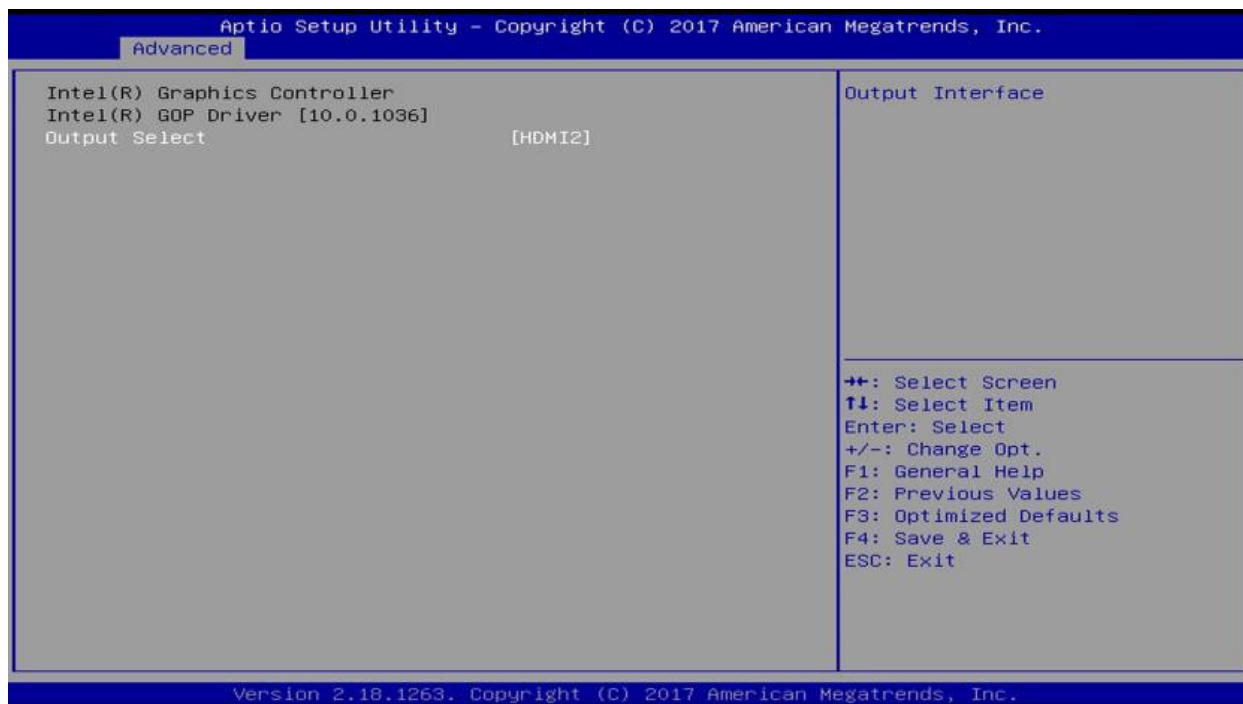 Aptio Setup Utility – Copyright (C) 2017 American Megatrends, Inc.
Advanced
Intel(R) Graphics Controller
Intel(R) GOP Driver [10.0.1036]
Output Select [HDMI2]
Output Interface
→←: Select Screen
↑↓: Select Item
Enter: Select
+/-: Change Opt.
F1: General Help
F2: Previous Values
F3: Optimized Defaults
F4: Save & Exit
ESC: Exit
Version 2.18.1263. Copyright (C) 2017 American Megatrends, Inc.